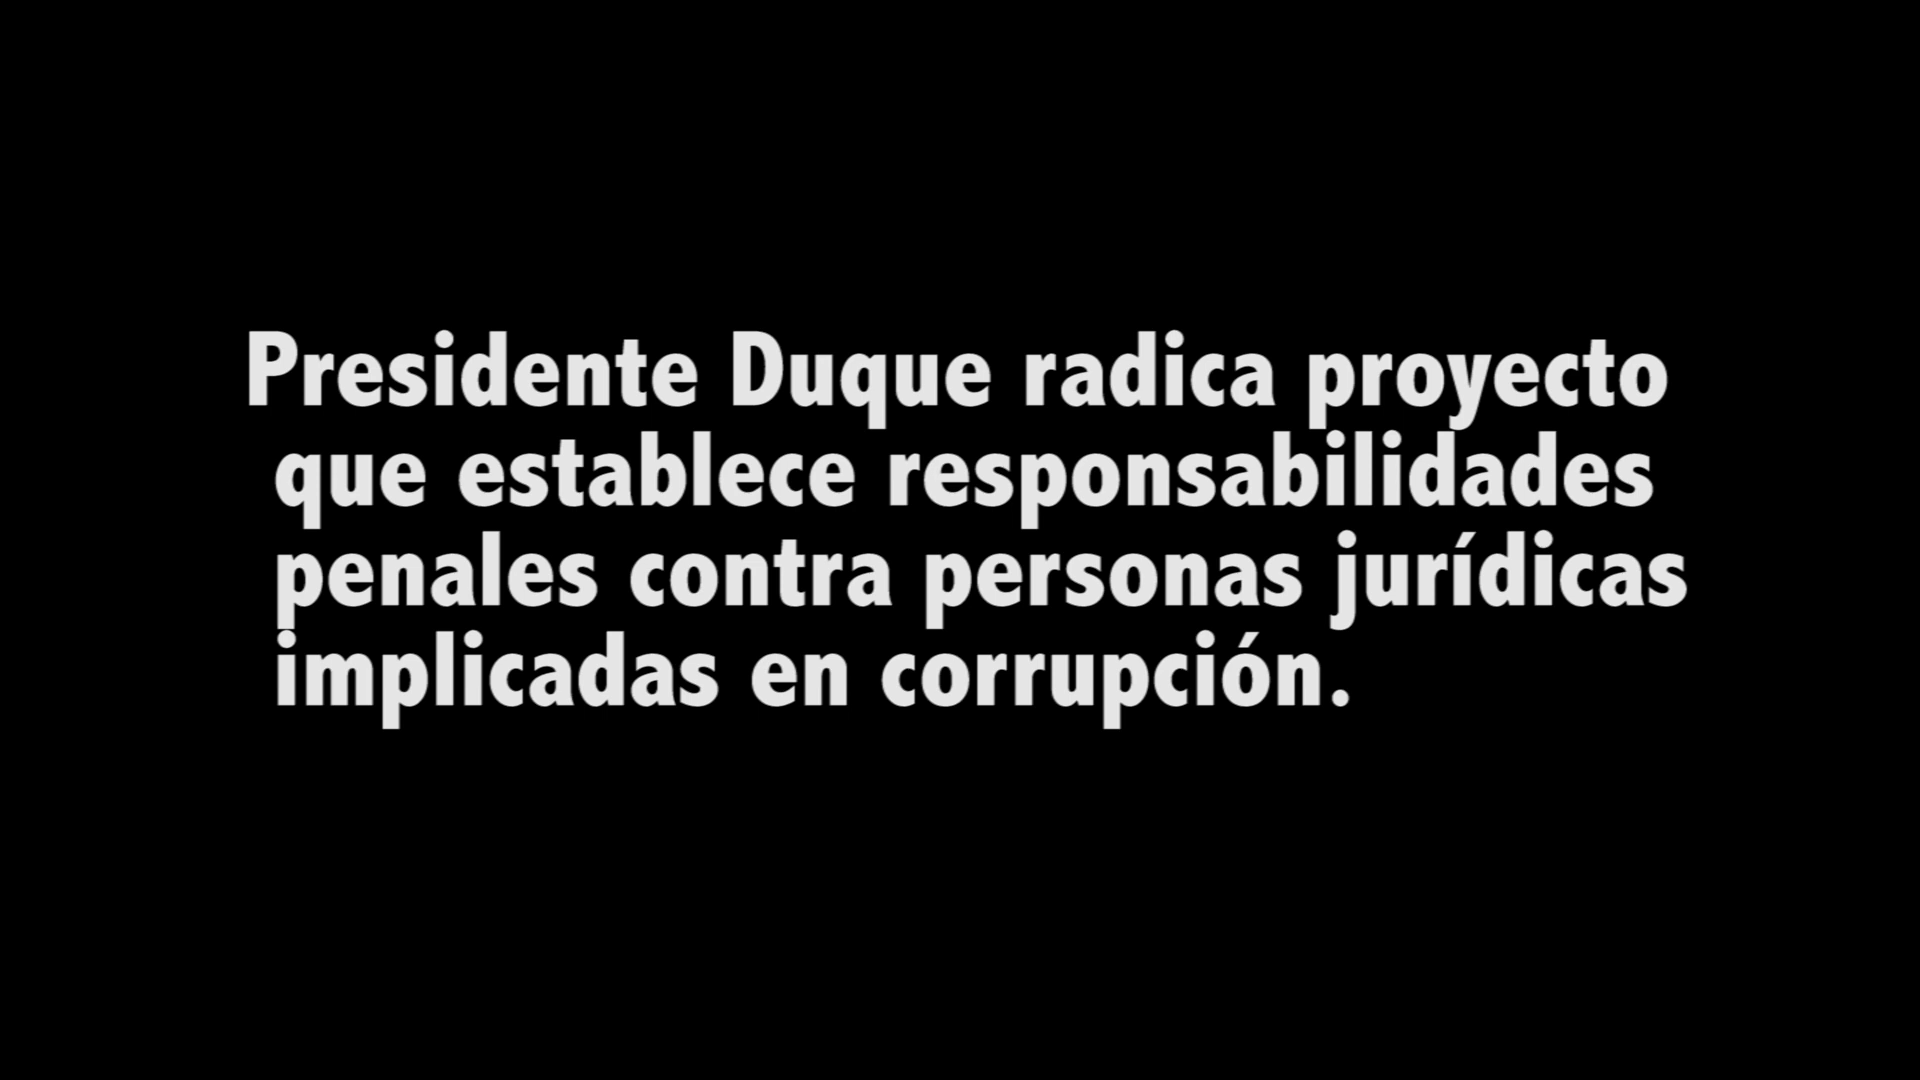 Presidente Duque radica proyecto
que establece responsabilidades
penales contra personas jurídicas
implicadas en corrupción.